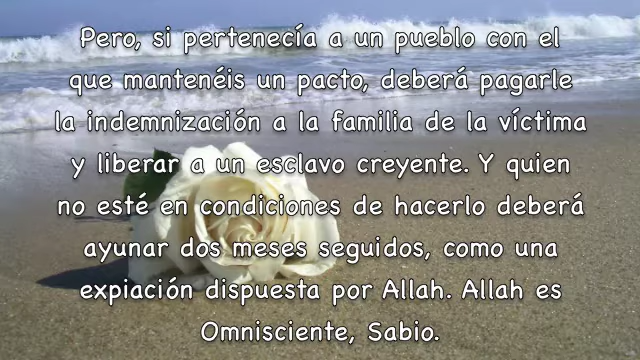 Pero, si pertenecía a un pueblo con el
que mantenéis un pacto, deberá pagarle
la indemnización a la familia de la víctima
y liberar a un esclavo creyente. Y quien
no esté en condiciones de hacerlo deberá
ayunar dos meses seguidos, como una
expiación dispuesta por Allah. Allah es
Omnisciente, Sabio.